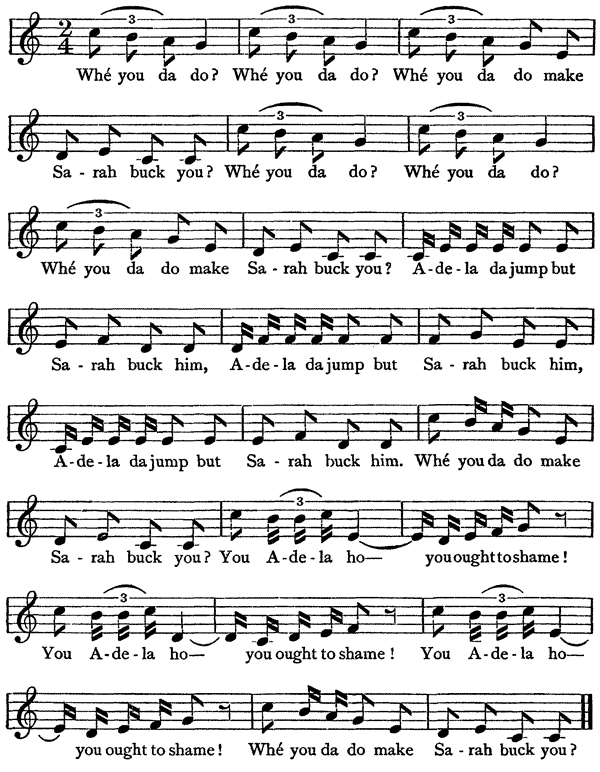 3 3 3
2
4
Whé you da do? Whé you da do? Whé you da do make
3 3
Sa - rah buck you? Whé you da do? Whé you da do?
3
Whé you da do make Sa - rah buck you? A - de - la da jump but
Sa - rah buck him, A - de - la da jump but Sa - rah buck him,
A - de - la da jump but Sa - rah buck him. Whé you da do make
3
Sa - rah buck you? You A - de - la ho— you ought to shame!
3 3
You A - de - la ho— you ought to shame! You A - de - la ho—
you ought to shame! Whé you da do make Sa - rah buck you?